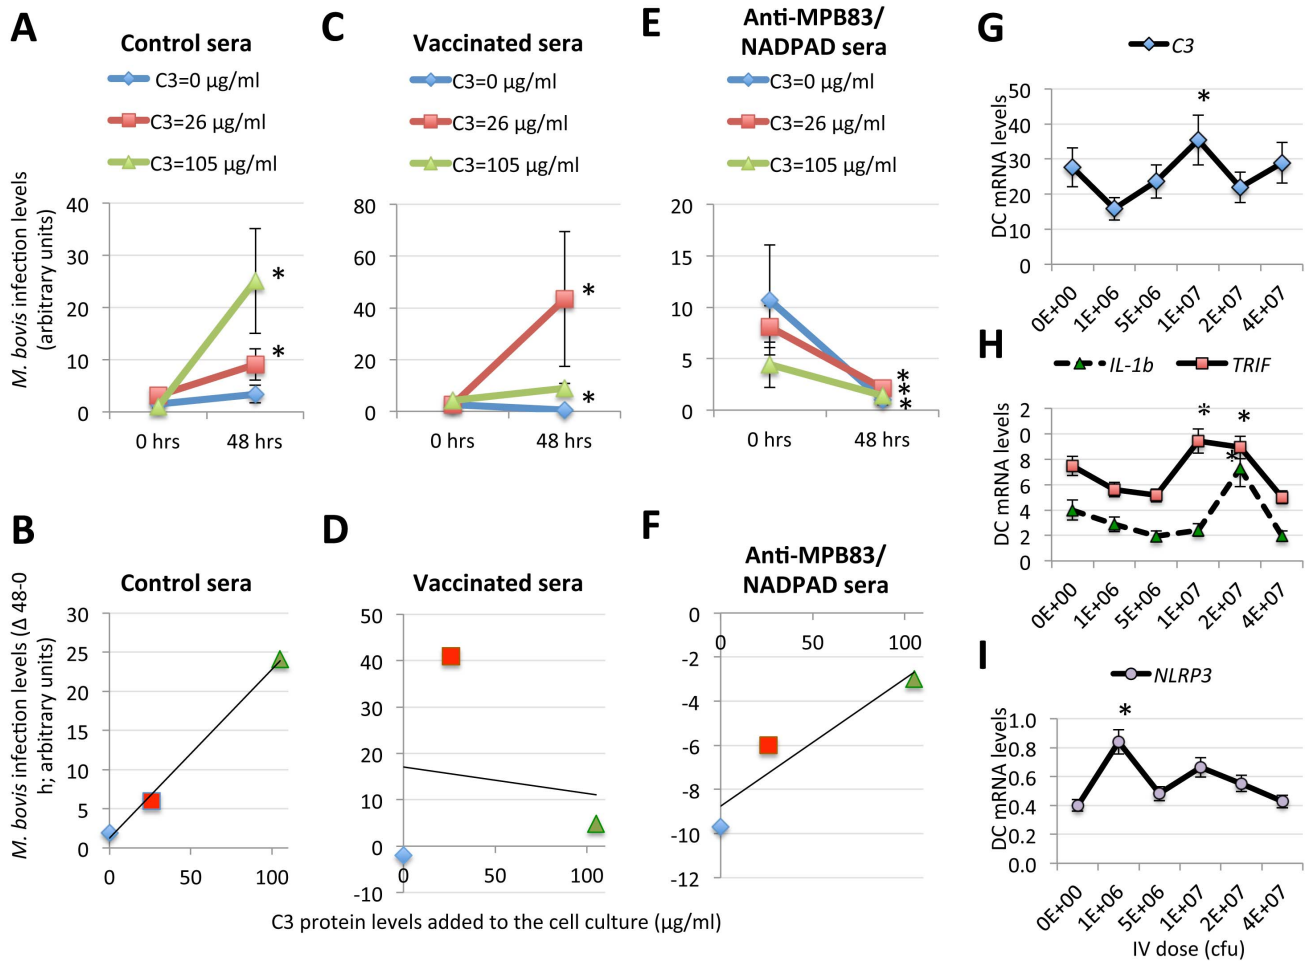 A
Control sera
C3=0 µg/ml
C3=26 µg/ml
C3=105 µg/ml
M. bovis infection levels
(arbitrary units)
40
30
20
10
0
0 hrs
48 hrs
*
*
C
Vaccinated sera
C3=0 µg/ml
C3=26 µg/ml
C3=105 µg/ml
80
60
40
20
0
0 hrs
48 hrs
*
*
E
Anti-MPB83/
NADPAD sera
C3=0 µg/ml
C3=26 µg/ml
C3=105 µg/ml
20
15
10
5
0
0 hrs
48 hrs
*
*
*
B
Control sera
M. bovis infection levels (Δ 48-0
h; arbitrary units)
30
25
20
15
10
5
0
0
50
100
D
Vaccinated sera
50
40
30
20
10
0
-10
0
50
100
F
Anti-MPB83/
NADPAD sera
0
-2
-4
-6
-8
-10
-12
0
50
100
C3 protein levels added to the cell culture (µg/ml)
G
C3
DC mRNA levels
50
40
30
20
10
0
*
0E+00
1E+06
5E+06
1E+07
2E+07
4E+07
H
IL-1b
TRIF
DC mRNA levels
2
0
8
6
4
2
0
*
*
*
0E+00
1E+06
5E+06
1E+07
2E+07
4E+07
I
NLRP3
DC mRNA levels
1.0
0.8
0.6
0.4
0.2
0.0
*
0E+00
1E+06
5E+06
1E+07
2E+07
4E+07
IV dose (cfu)